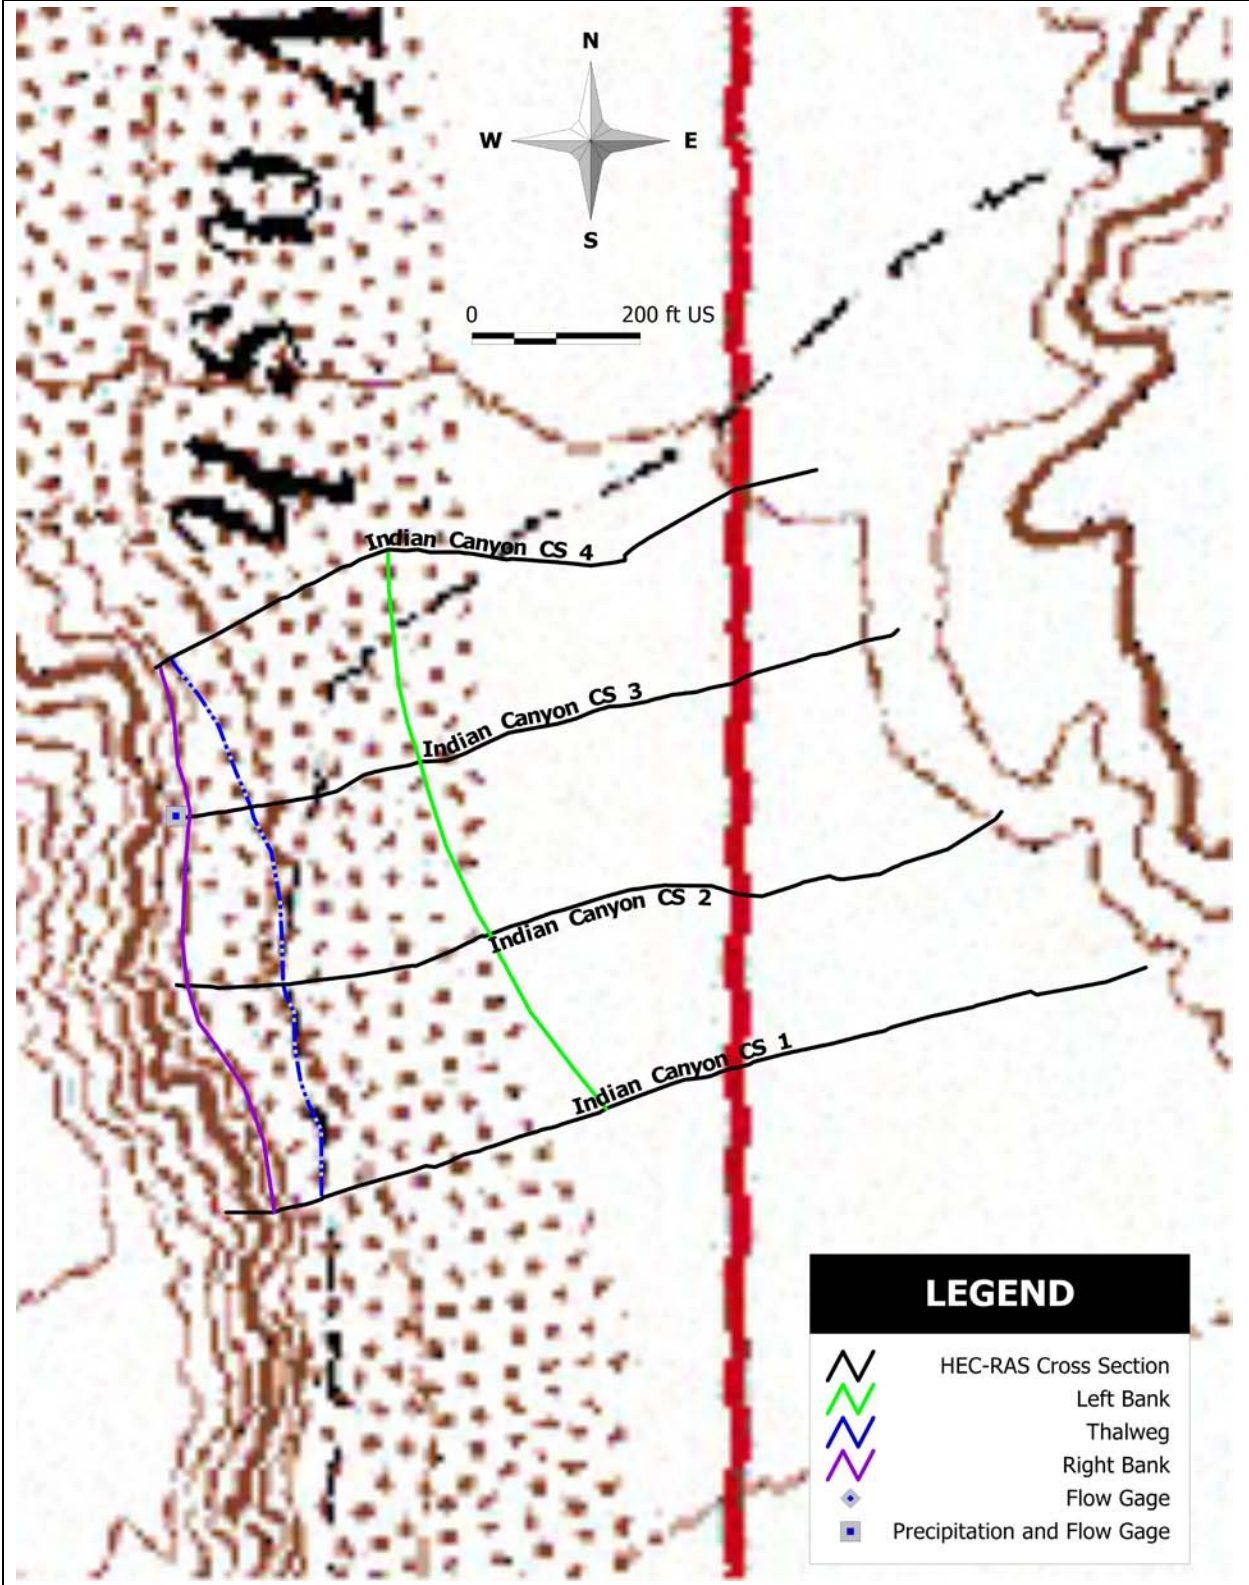 N
W E
S
0 200 ft US
Indian Canyon CS 4
Indian Canyon CS 3
Indian Canyon CS 2
Indian Canyon CS 1
LEGEND
HEC-RAS Cross Section
Left Bank
Thalweg
Right Bank
Flow Gage
Precipitation and Flow Gage